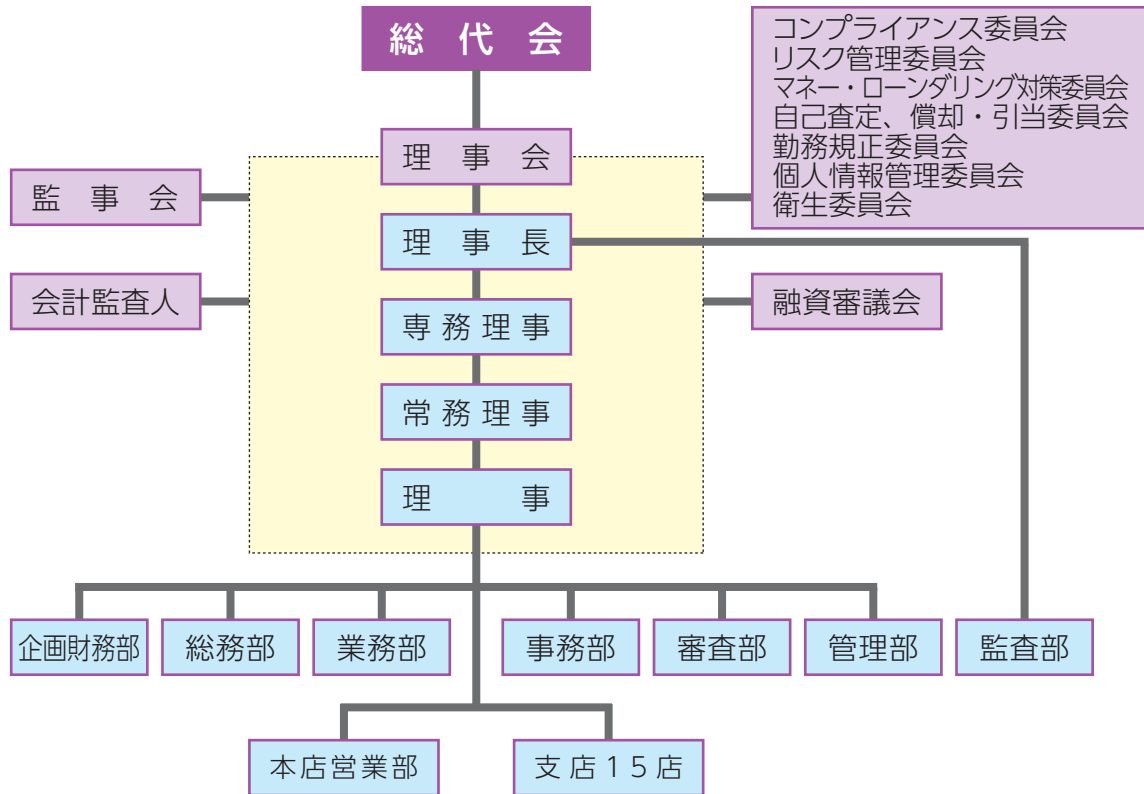 総代会
コンプライアンス委員会
リスク管理委員会
マネー・ローンダリング対策委員会
自己査定、償却・引当委員会
勤務規正委員会
個人情報管理委員会
衛生委員会
理事会
監事会
理事長
会計監査人
融資審議会
専務理事
常務理事
理事
企画財務部
総務部
業務部
事務部
審査部
管理部
監査部
本店営業部
支店15店